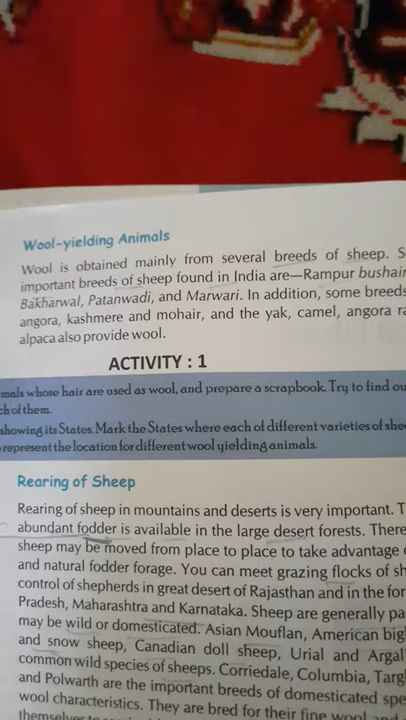 Wool-yielding Animals
Wool is obtained mainly from several breeds of sheep.
important breeds of sheep found in India are—Rampur bushair
Bakharwal, Patanwadi, and Marwari. In addition, some breeds
angora, kashmere and mohair, and the yak, camel, angora
alpaca also provide wool.
ACTIVITY : 1
mals whose hair are used as wool, and prepare a scrapbook. Try to find ou
ch of them.
showing its States. Mark the States where each of different varieties of shee
represent the location for different wool yielding animals.
Rearing of Sheep
Rearing of sheep in mountains and deserts is very important. T
abundant fodder is available in the large desert forests. There
sheep may be moved from place to place to take advantage
and natural fodder forage. You can meet grazing flocks of sh
control of shepherds in great desert of Rajasthan and in the for
Pradesh, Maharashtra and Karnataka. Sheep are generally pa
may be wild or domesticated. Asian Mouflan, American big
and snow sheep, Canadian doll sheep, Urial and Argal
common wild species of sheeps. Corriedale, Columbia, Targ
and Polwarth are the important breeds of domesticated spe
wool characteristics. They are bred for their fine wool
themselves